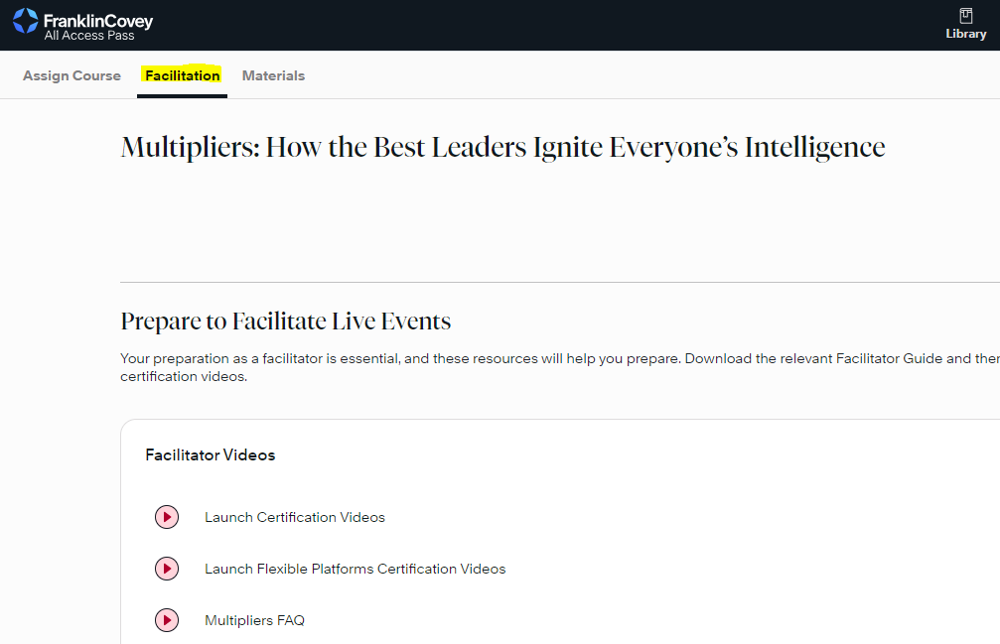 FranklinCovey
All Access Pass
Library
Assign Course Facilitation Materials
Multipliers: How the Best Leaders Ignite Everyone’s Intelligence
Prepare to Facilitate Live Events
Your preparation as a facilitator is essential, and these resources will help you prepare. Download the relevant Facilitator Guide and
certification videos.
Facilitator Videos
Launch Certification Videos
Launch Flexible Platforms Certification Videos
Multipliers FAQ